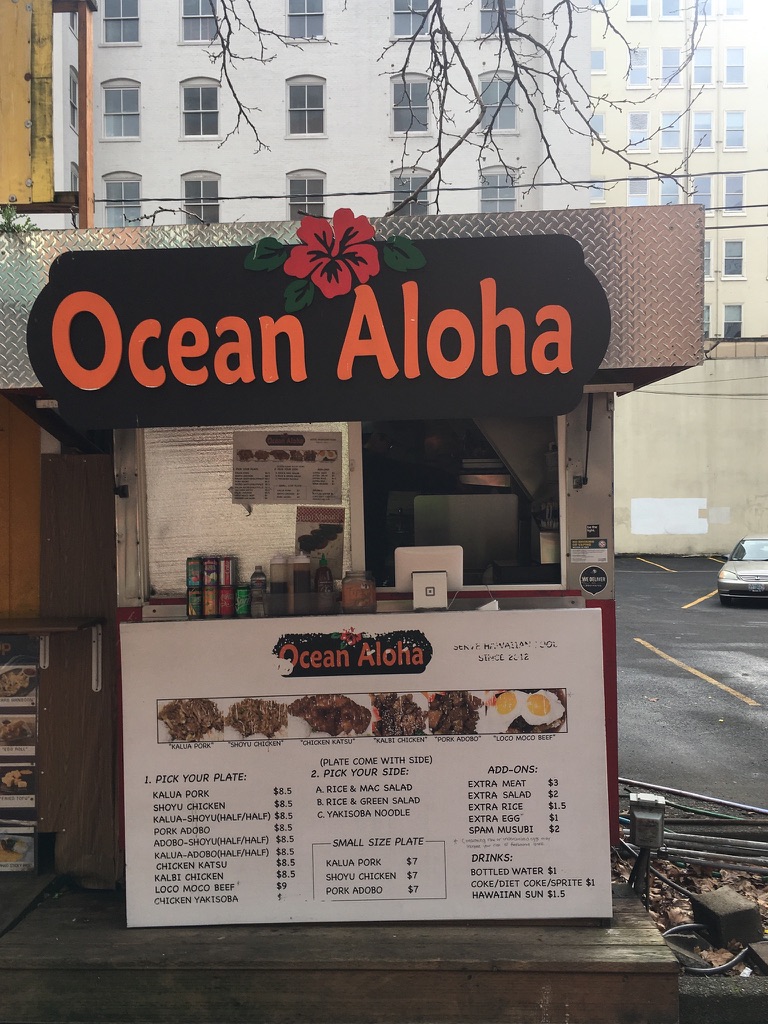 Ocean Aloha
WE DELIVER
Ocean Aloha
SERVE HAWAIIAN FOOD
SINCE 2012
"KALUA PORK" "SHOYU CHICKEN" "CHICKEN KATSU" "KALBI CHICKEN" "PORK ADOBO" "LOCO MOCO BEEF"
1. PICK YOUR PLATE:
KALUA PORK $8.5
SHOYU CHICKEN $8.5
KALUA-SHOYU(HALF/HALF) $8.5
PORK ADOBO $8.5
ADOBO-SHOYU(HALF/HALF) $8.5
KALUA-ADOBO(HALF/HALF) $8.5
CHICKEN KATSU $8.5
KALBI CHICKEN $8.5
LOCO MOCO BEEF $9
CHICKEN YAKISOBA
(PLATE COME WITH SIDE)
2. PICK YOUR SIDE:
A. RICE & MAC SALAD
B. RICE & GREEN SALAD
C. YAKISOBA NOODLE
SMALL SIZE PLATE
KALUA PORK $7
SHOYU CHICKEN $7
PORK ADOBO $7
ADD-ONS:
EXTRA MEAT $3
EXTRA SALAD $2
EXTRA RICE $1.5
EXTRA EGG $1
SPAM MUSUBI $2
DRINKS:
BOTTLED WATER $1
COKE/DIET COKE/SPRITE $1
HAWAIIAN SUN $1.5